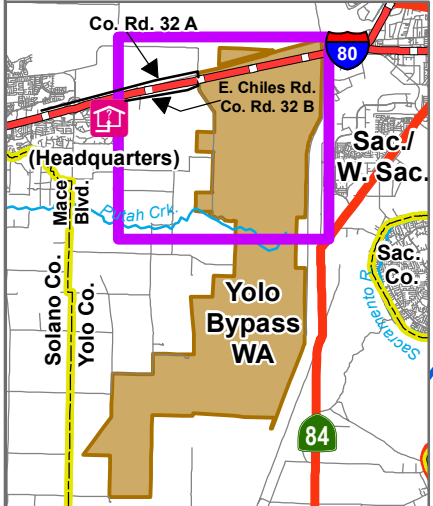 Co. Rd. 32 A
80
E. Chiles Rd.
Co. Rd. 32 B
?
(Headquarters)
Sac./
W. Sac.
Mace
Blvd.
Putah Crk.
Sac.
Co.
Solano Co.
Yolo Co.
Yolo
Bypass
WA
Sacramento R.
84